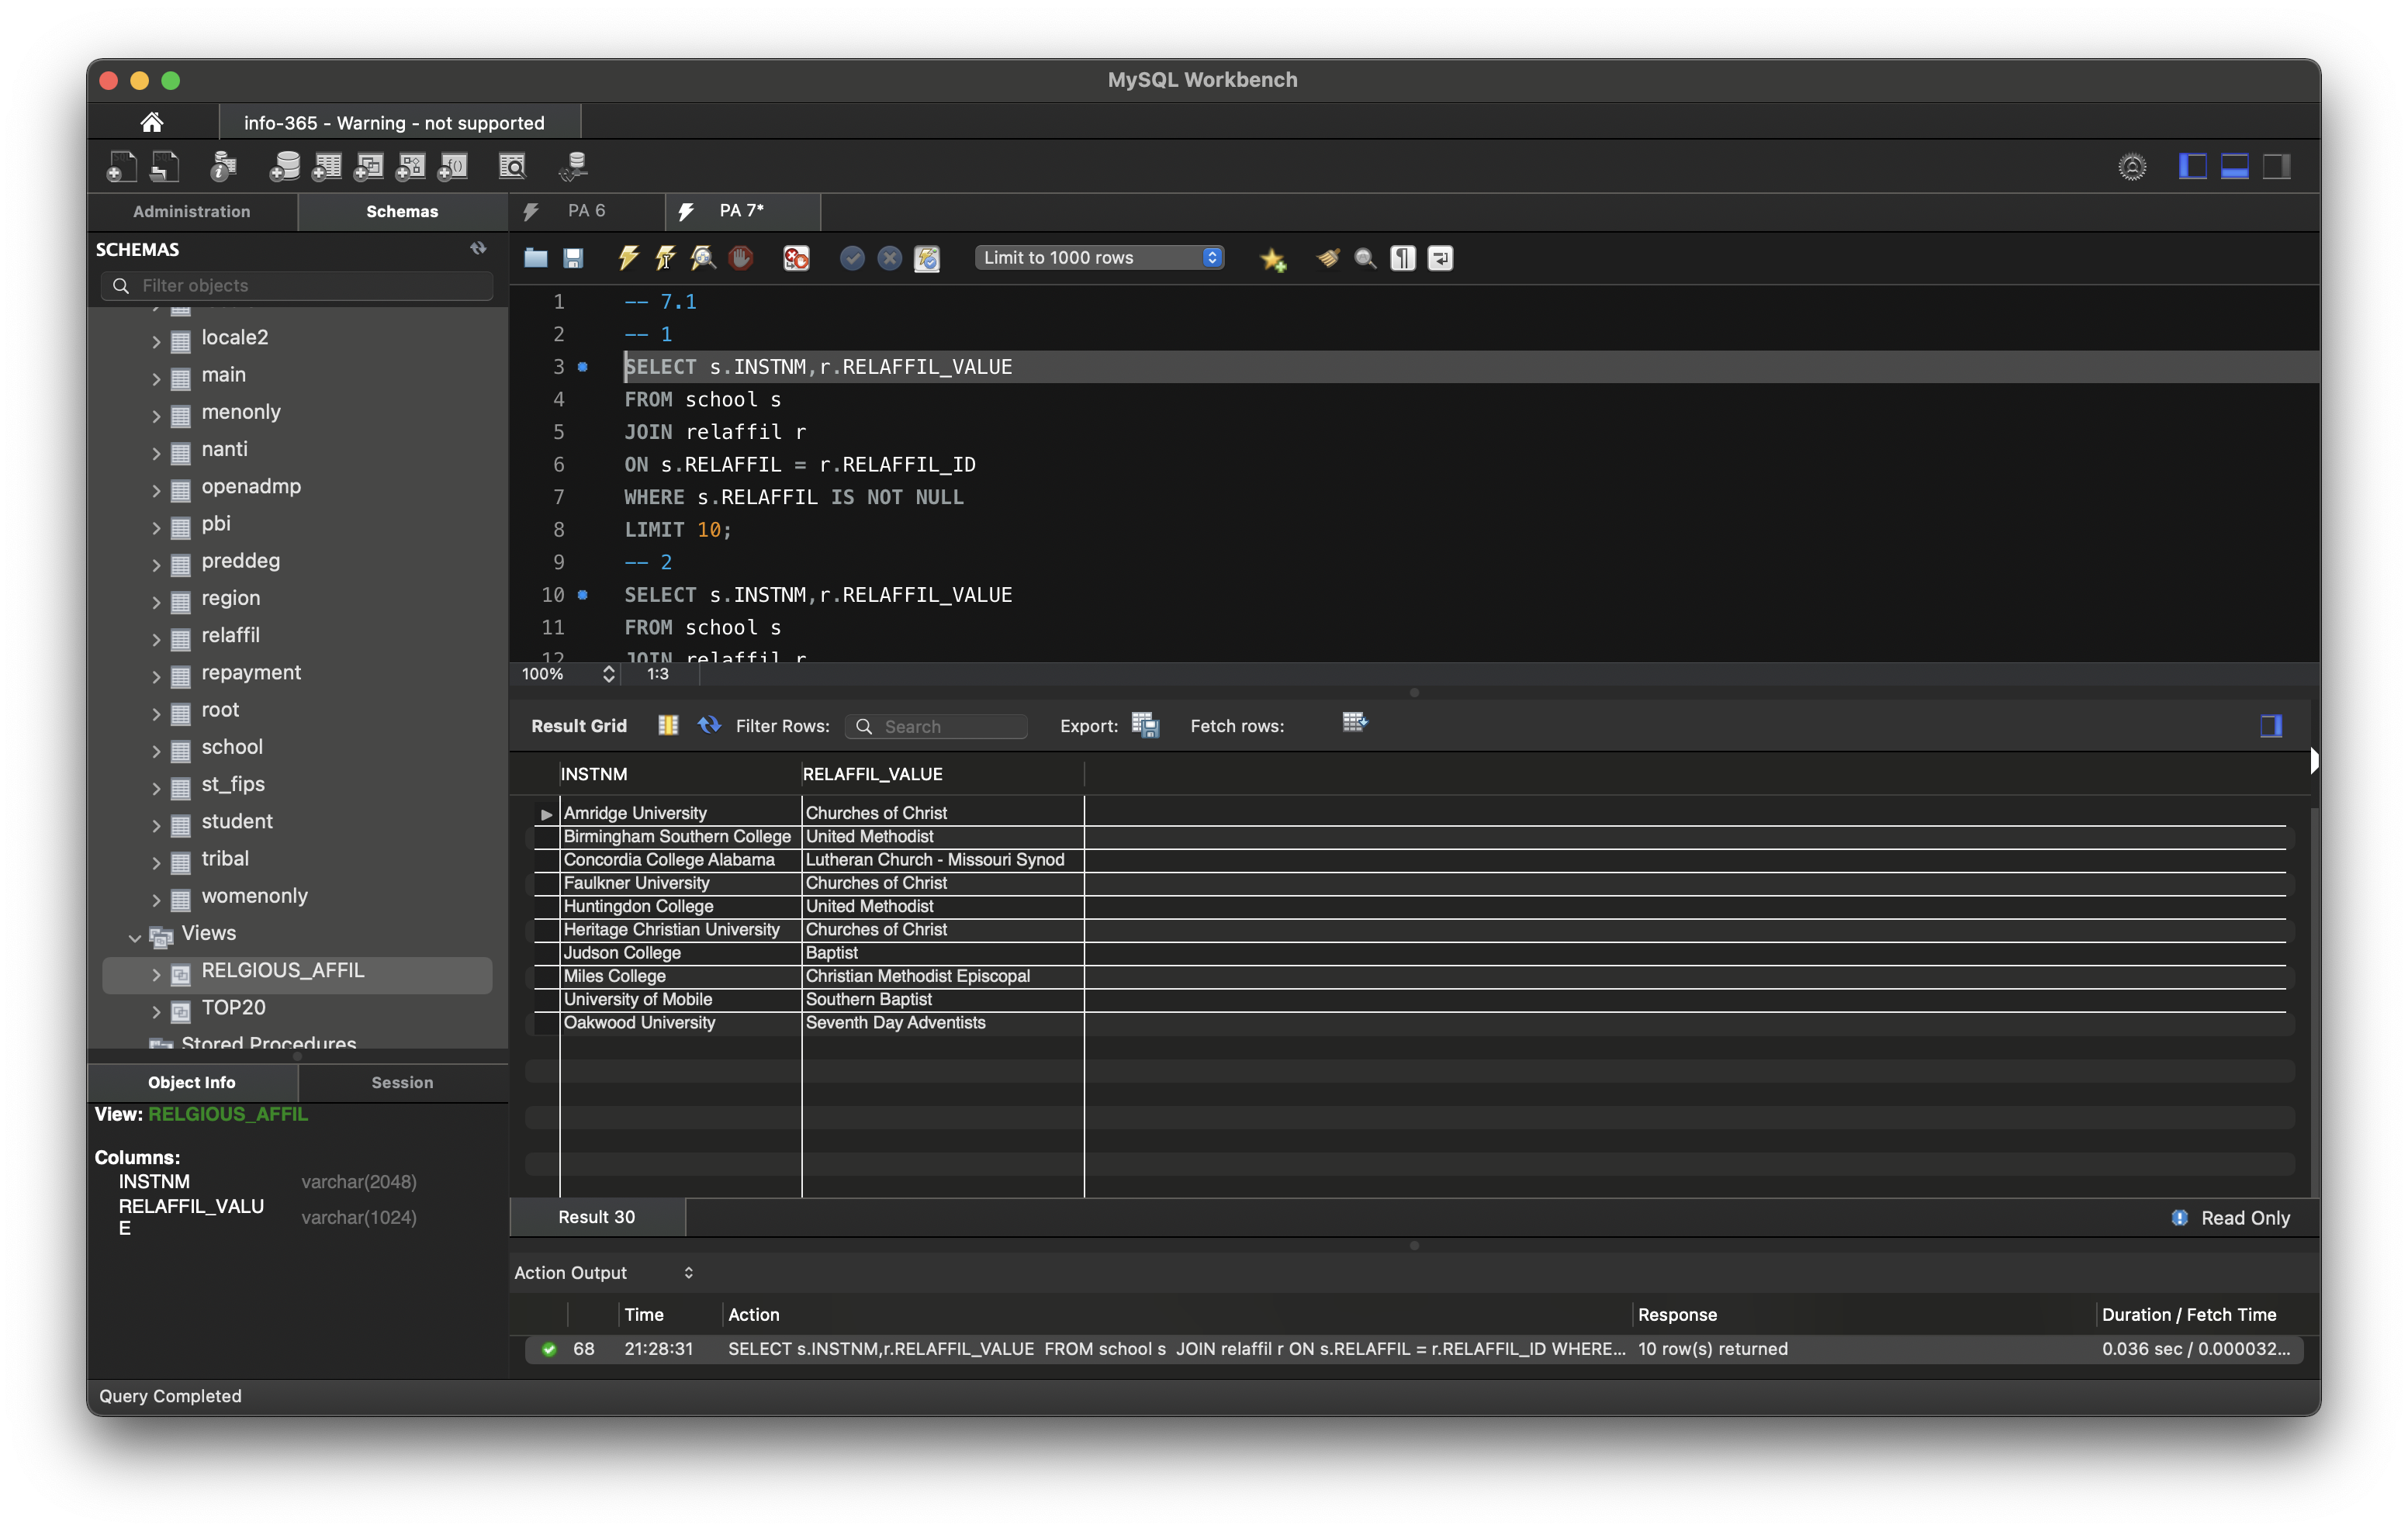 MySQL Workbench
info-365 - Warning - not supported
Administration
Schemas
PA 6
PA 7*
SCHEMAS
Filter objects
Limit to 1000 rows
locale2
main
menonly
nanti
openadmp
pbi
preddeg
region
relaffil
repayment
root
school
st_fips
student
tribal
womenonly
Views
RELGIOUS_AFFIL
TOP20
Stored Procedures
Object Info
Session
View: RELGIOUS_AFFIL
Columns:
INSTNM varchar(2048)
RELAFFIL_VALU
E varchar(1024)
1 -- 7.1
2 -- 1
3 SELECT s.INSTNM,r.RELAFFIL_VALUE
4 FROM school s
5 JOIN relaffil r
6 ON s.RELAFFIL = r.RELAFFIL_ID
7 WHERE s.RELAFFIL IS NOT NULL
8 LIMIT 10;
9 -- 2
10 SELECT s.INSTNM,r.RELAFFIL_VALUE
11 FROM school s
12 JOIN relaffil r
100% 1:3
Result Grid Filter Rows: Search Export: Fetch rows:
INSTNM RELAFFIL_VALUE
Amridge University Churches of Christ
Birmingham Southern College United Methodist
Concordia College Alabama Lutheran Church - Missouri Synod
Faulkner University Churches of Christ
Huntingdon College United Methodist
Heritage Christian University Churches of Christ
Judson College Baptist
Miles College Christian Methodist Episcopal
University of Mobile Southern Baptist
Oakwood University Seventh Day Adventists
Result 30
Read Only
Action Output
Time Action Response Duration / Fetch Time
68 21:28:31 SELECT s.INSTNM,r.RELAFFIL_VALUE FROM school s JOIN relaffil r ON s.RELAFFIL = r.RELAFFIL_ID WHERE... 10 row(s) returned 0.036 sec / 0.000032...
Query Completed